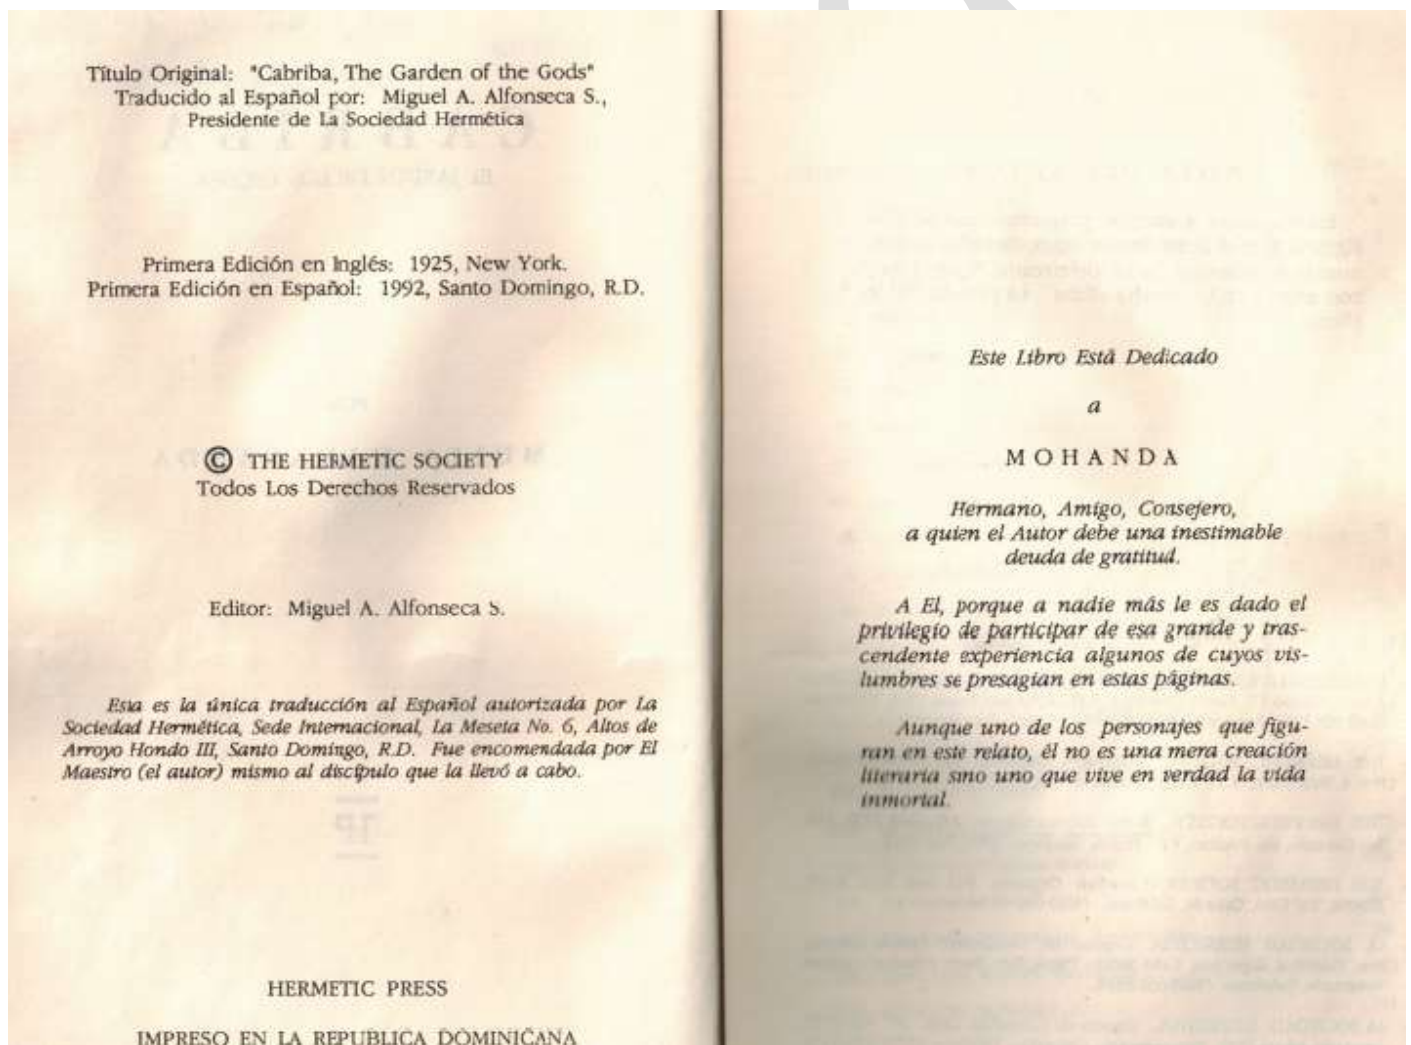 Título Original: "Cabriba, The Garden of the Gods"
Traducido al Español por: Miguel A. Alfonseca S.,
Presidente de La Sociedad Hermética
Primera Edición en Inglés: 1925, New York.
Primera Edición en Español: 1992, Santo Domingo, R.D.
© THE HERMETIC SOCIETY
Todos Los Derechos Reservados
Editor: Miguel A. Alfonseca S.
Esta es la única traducción al Español autorizada por La
Sociedad Hermética, Sede Internacional, La Meseta No. 6, Altos de
Arroyo Hondo III, Santo Domingo, R.D. Fue encomendada por El
Maestro (el autor) mismo al discípulo que la llevó a cabo.
HERMETIC PRESS
IMPRESO EN LA REPUBLICA DOMINICANA
Este Libro Está Dedicado
a
MOHANDA
Hermano, Amigo, Consejero,
a quien el Autor debe una inestimable
deuda de gratitud.
A El, porque a nadie más le es dado el
privilegio de participar de esa grande y tras-
cendente experiencia algunos de cuyos vis-
lumbres se presagian en estas páginas.
Aunque uno de los personajes que figu-
ran en este relato, él no es una mera creación
literaria sino uno que vive en verdad la vida
inmortal.